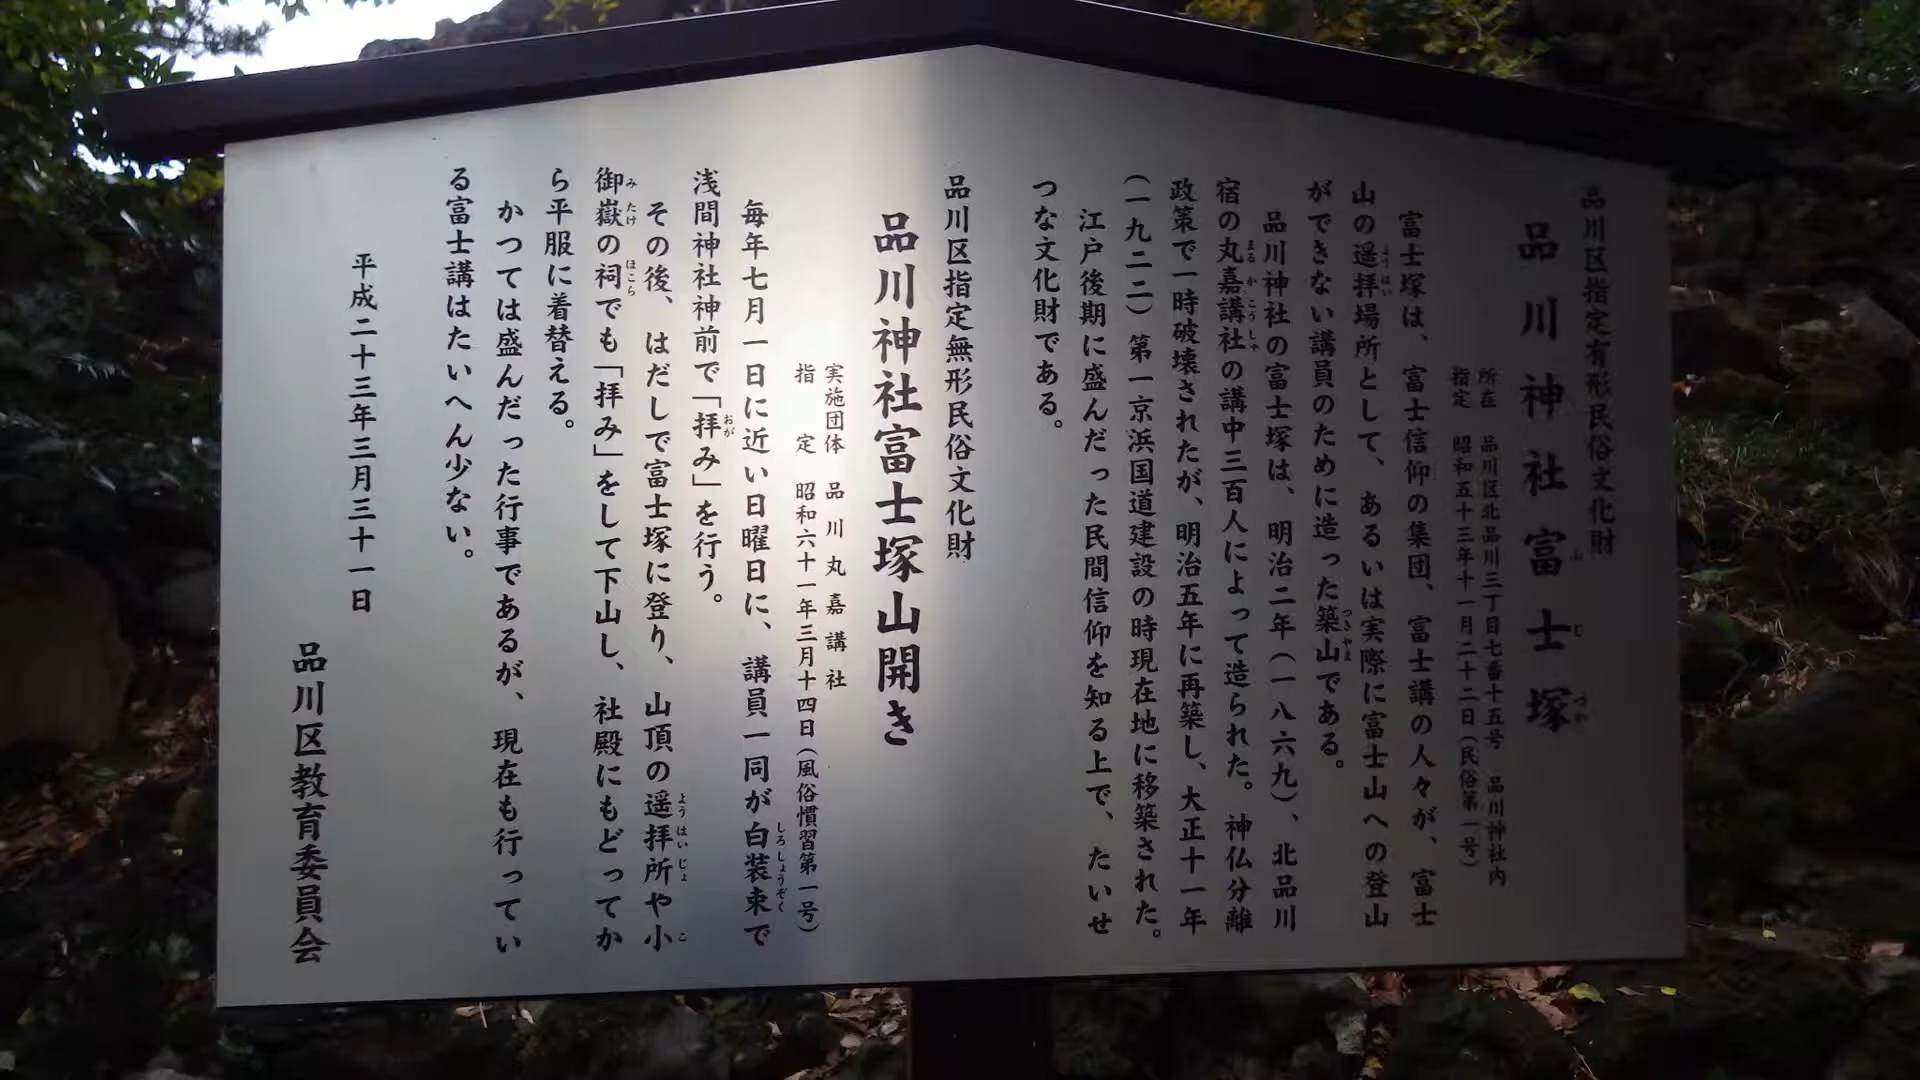 品川区指定有形民俗文化財
品川神社富士塚
所在　品川区北品川三丁目七番十五号　品川神社内
指定　昭和五十三年十一月二十二日（民俗第一号）
富士塚は、富士信仰の集団、富士講の人々が、富士
山の遥拝場所として、あるいは実際に富士山への登山
ができない講員のために造った築山である。
品川神社の富士塚は、明治二年（一八六九）、北品川
宿の丸嘉講社の講中三百人によって造られた。神仏分離
政策で一時破壊されたが、明治五年に再築し、大正十一年
（一九二二）第一京浜国道建設の時現在地に移築された。
江戸後期に盛んだった民間信仰を知る上で、たいせ
つな文化財である。
品川区指定無形民俗文化財
品川神社富士塚山開き
実施団体　品川丸嘉講社
指定　昭和六十一年三月十四日（風俗慣習第一号）
毎年七月一日に近い日曜日に、講員一同が白装束で
浅間神社神前で「拝み」を行う。
その後、はだしで富士塚に登り、山頂の遥拝所や小
御嶽の祠でも「拝み」をして下山し、社殿にもどってか
ら平服に着替える。
かつては盛んだった行事であるが、現在も行ってい
る富士講はたいへん少ない。
平成二十三年三月三十一日
品川区教育委員会